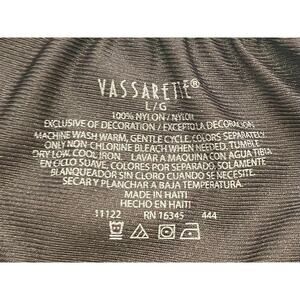 VASSARETTE®
L/G
100% NYLON / NYLON
EXCLUSIVE OF DECORATION / EXCEPTO LA DECORACION
MACHINE WASH WARM, GENTLE CYCLE. COLORS SEPARATELY.
ONLY NON CHLORINE BLEACH WHEN NEEDED. TUMBLE
DRY LOW. COOL IRON. LAVAR A MAQUINA CON AGUA TIBIA
EN CICLO SUAVE. COLORES POR SEPARADO. SOLAMENTE
BLANQUEADOR SIN CLORO CUANDO SE NECESITE.
SECAR Y PLANCHAR A BAJA TEMPERATURA.
MADE IN HAITI
HECHO EN HAITI
11122 RN 16345 444